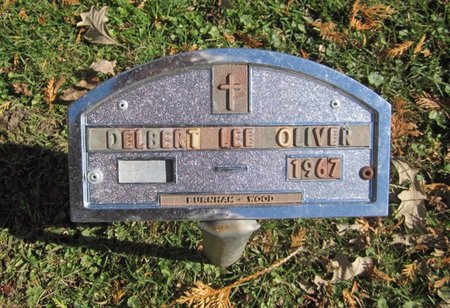 DELBERT LEE OLIVER
1967
BURNHAM - WOOD